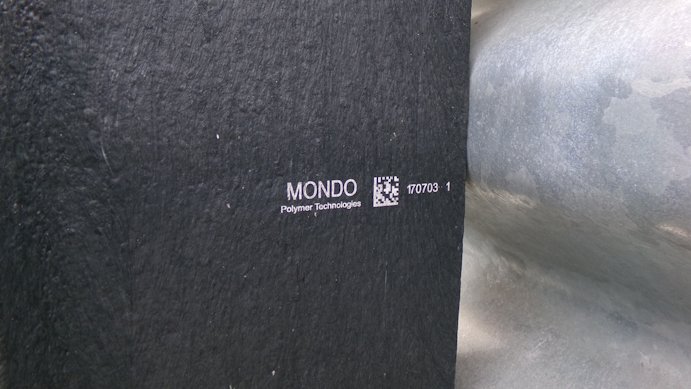 MONDO
Polymer Technologies
170703 1